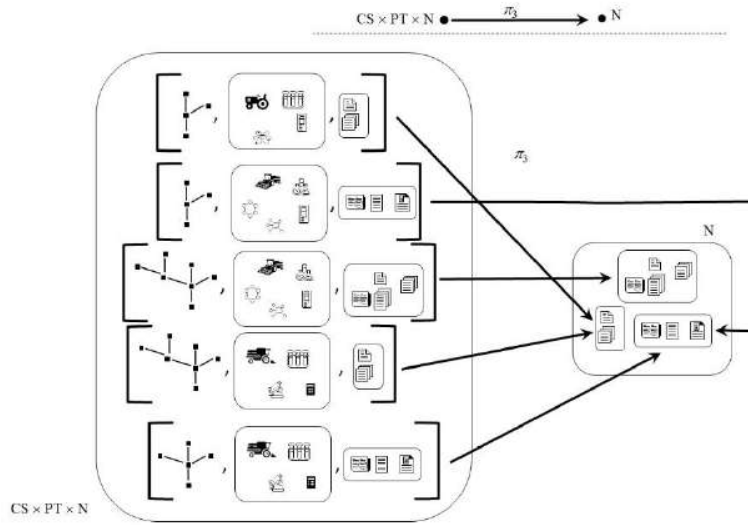 CS × PT × N π₃ N
π₃
N
CS × PT × N